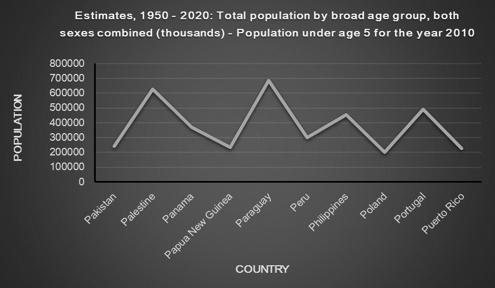 Estimates, 1950 - 2020: Total population by broad age group, both
sexes combined (thousands) - Population under age 5 for the year 2010
POPULATION
800000
700000
600000
500000
400000
300000
200000
100000
0
Pakistan
Palestine
Panama
Papua New Guinea
Paraguay
Peru
Philippines
Poland
Portugal
Puerto Rico
COUNTRY